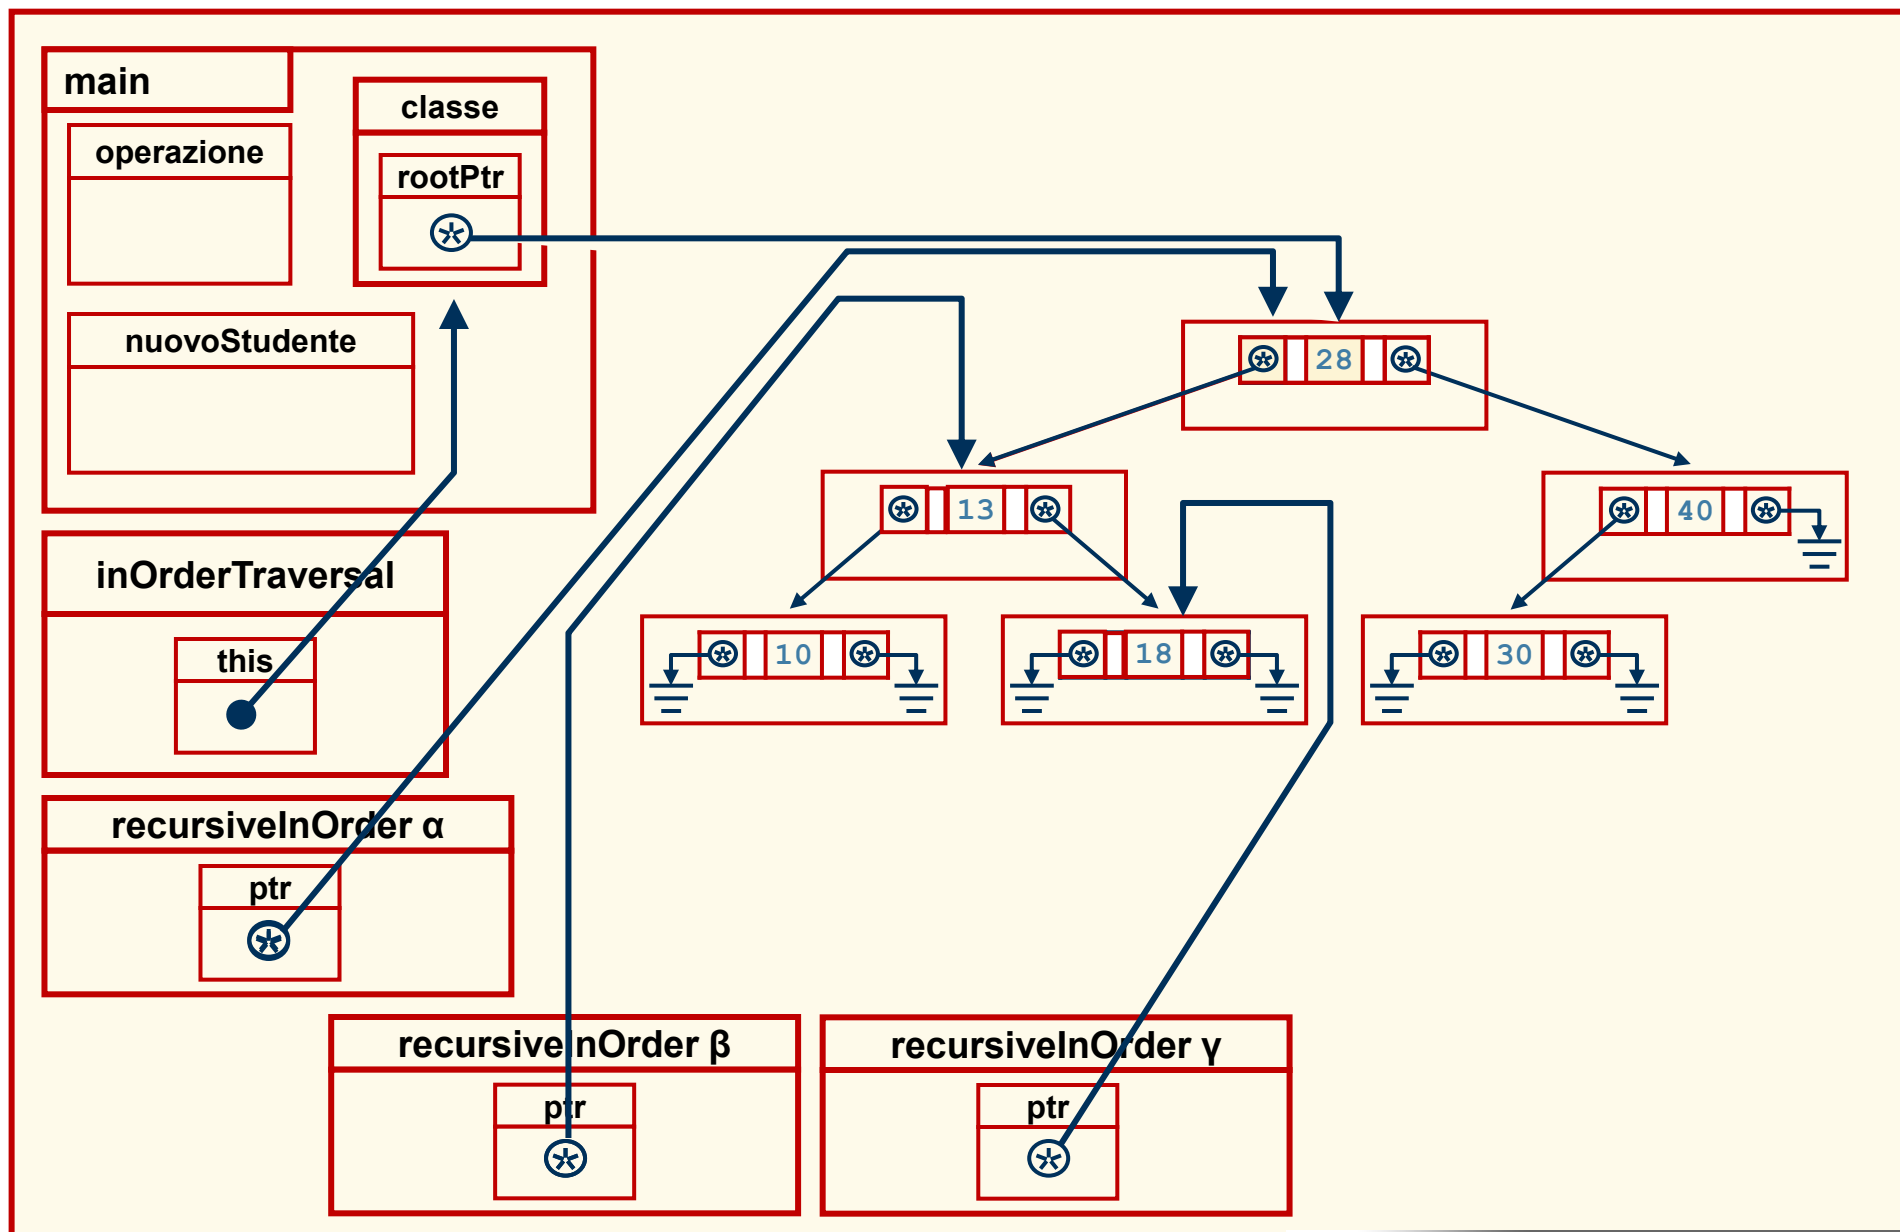 main
classe
operazione
rootPtr
nuovoStudente
28
13
40
inOrderTraversal
this
10
18
30
recursiveInOrder α
ptr
recursiveInOrder β
recursiveInOrder γ
ptr
ptr